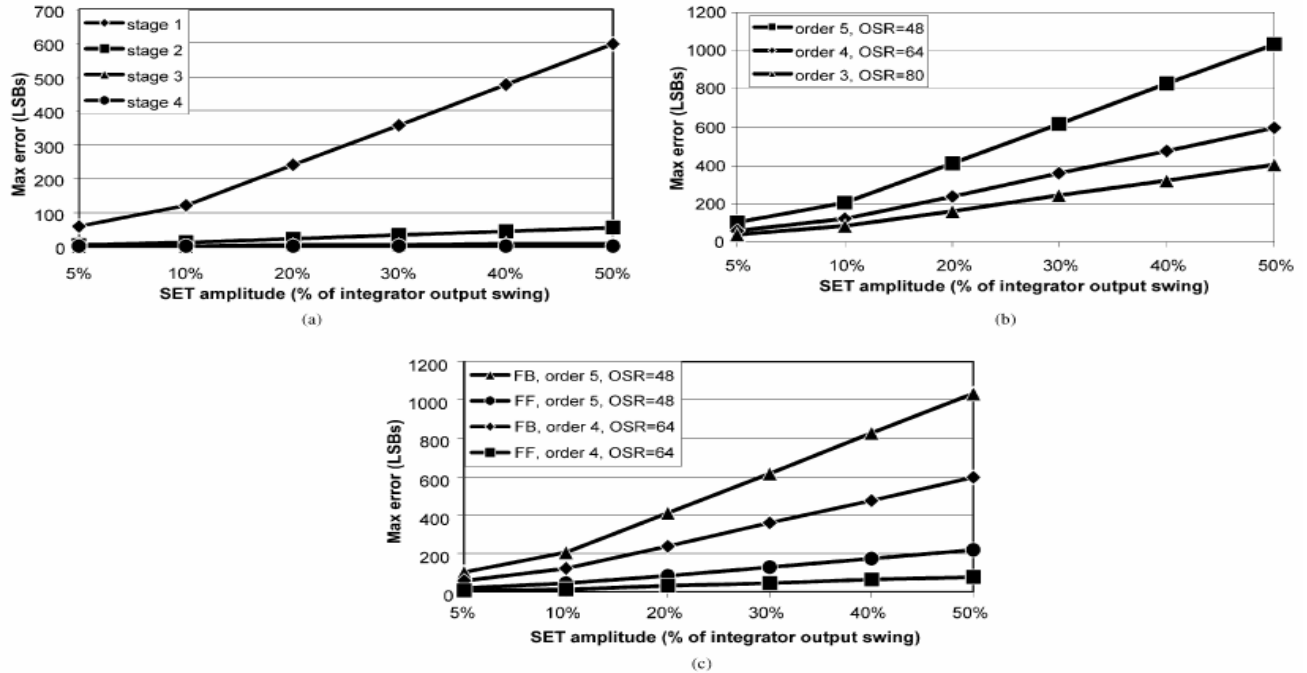 700
600
500
400
300
200
100
0
Max error (LSBs)
stage 1
stage 2
stage 3
stage 4
5% 10% 20% 30% 40% 50%
SET amplitude (% of integrator output swing)
(a)
1200
1000
800
600
400
200
0
Max error (LSBs)
order 5, OSR=48
order 4, OSR=64
order 3, OSR=80
5% 10% 20% 30% 40% 50%
SET amplitude (% of integrator output swing)
(b)
1200
1000
800
600
400
200
0
Max error (LSBs)
FB, order 5, OSR=48
FF, order 5, OSR=48
FB, order 4, OSR=64
FF, order 4, OSR=64
5% 10% 20% 30% 40% 50%
SET amplitude (% of integrator output swing)
(c)